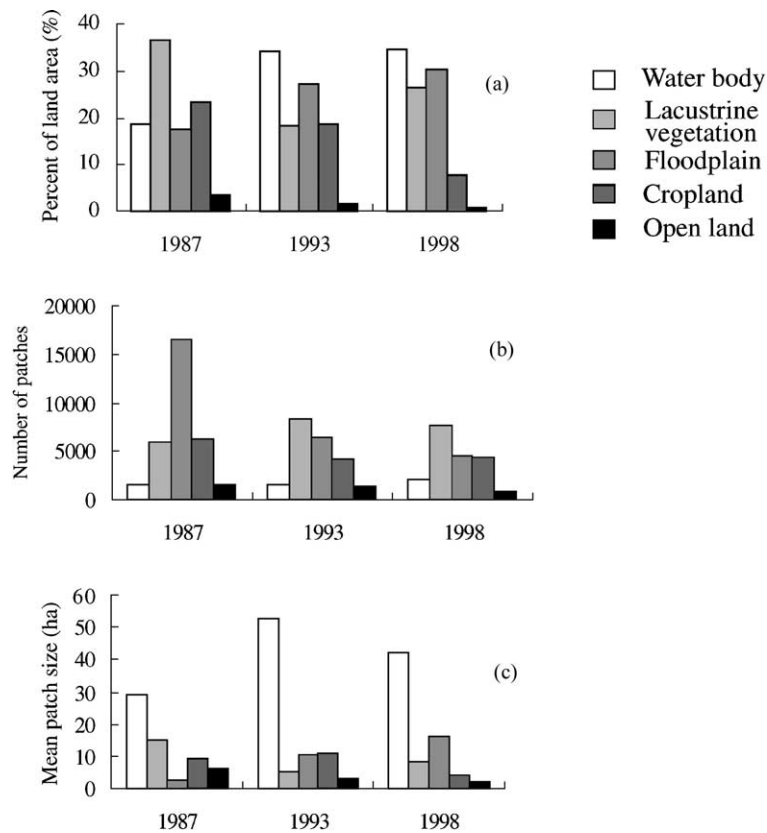 Percent of land area (%)
40
30
20
10
0
1987
1993
1998
(a)
Water body
Lacustrine
vegetation
Floodplain
Cropland
Open land
Number of patches
20000
15000
10000
5000
0
1987
1993
1998
(b)
Mean patch size (ha)
60
50
40
30
20
10
0
1987
1993
1998
(c)